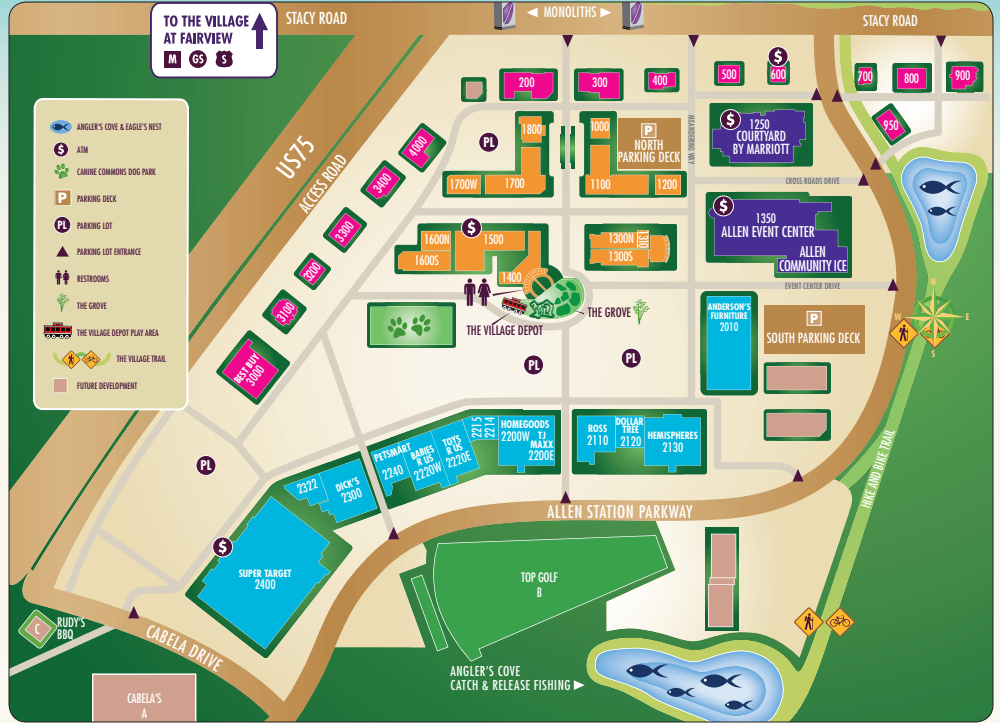 TO THE VILLAGE
AT FAIRVIEW
M GS S
STACY ROAD
◄ MONOLITHS ►
STACY ROAD
ANGLER'S COVE & EAGLE'S NEST
$ ATM
CANINE COMMONS DOG PARK
P PARKING DECK
PL PARKING LOT
PARKING LOT ENTRANCE
RESTROOMS
THE GROVE
THE VILLAGE DEPOT PLAY AREA
THE VILLAGE TRAIL
FUTURE DEVELOPMENT
US75
ACCESS ROAD
200
300
400
500
$
600
700
800
900
950
4000
3400
3300
3200
3100
BEST BUY
3000
PL
1800
1700W
1700
1000
1100
1200
P
NORTH
PARKING DECK
MEANDERING WAY
$
1250
COURTYARD
BY MARRIOTT
CROSS ROADS DRIVE
$
1350
ALLEN EVENT CENTER
ALLEN
COMMUNITY ICE
EVENT CENTER DRIVE
$
1600N
1600S
1500
1400
1300N
1310
1300S
THE GROVE
THE VILLAGE DEPOT
ANDERSON'S
FURNITURE
2010
P
SOUTH PARKING DECK
N
W
E
S
PL
PL
PL
HIKE AND BIKE TRAIL
2322
DICK'S
2300
PETSMART
2240
BABIES
R US
2220W
TOYS
R US
2220E
2215
2214
HOMEGOODS
2200W
TJ
MAXX
2200E
ROSS
2110
DOLLAR
TREE
2120
HEMISPHERES
2130
ALLEN STATION PARKWAY
$
SUPER TARGET
2400
TOP GOLF
B
C
RUDY'S
BBQ
CABELA DRIVE
CABELA'S
A
ANGLER'S COVE
CATCH & RELEASE FISHING ►